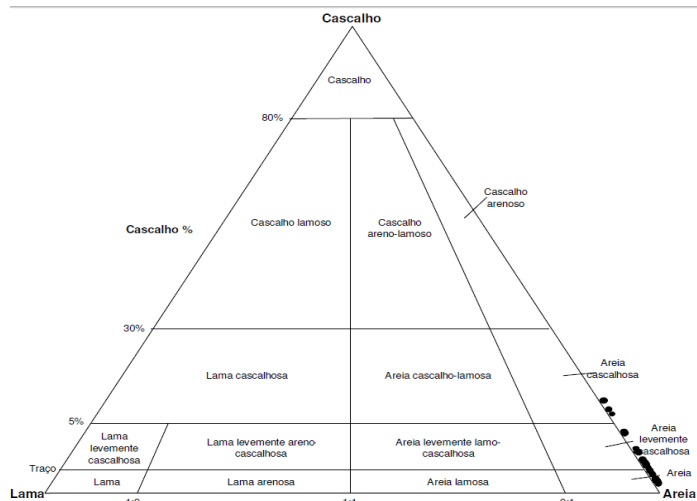 Cascalho
Cascalho
80%
Cascalho
arenoso
Cascalho lamoso
Cascalho
areno-lamoso
Cascalho %
30%
Areia
cascalhosa
Lama cascalhosa
Areia cascalho-lamosa
5%
Lama
levemente
cascalhosa
Lama levemente areno-
cascalhosa
Areia levemente lamo-
cascalhosa
Areia
levemente
cascalhosa
Traço
Lama
Lama arenosa
Areia lamosa
Areia
Lama
1:1
Areia